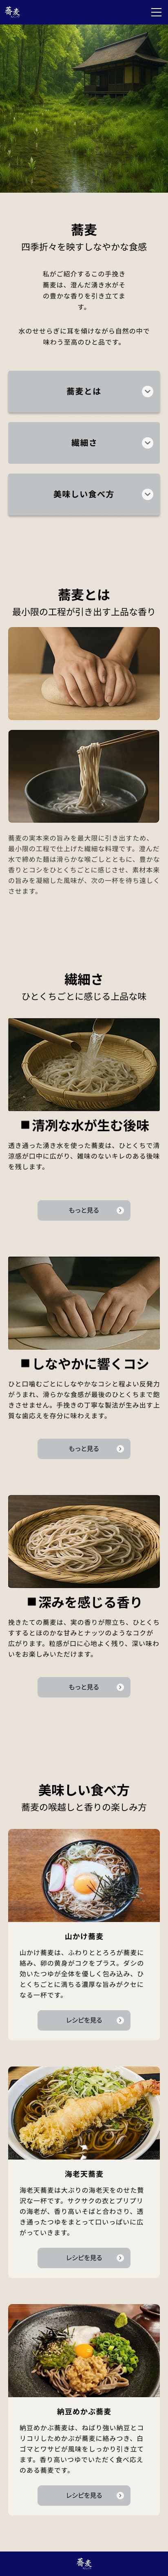 蕎麦
蕎麦
四季折々を映すしなやかな食感
私がご紹介するこの手挽き
蕎麦は、澄んだ湧き水がそ
の豊かな香りを引き立てま
す。
水のせせらぎに耳を傾けながら自然の中で
味わう至高のひと品です。
蕎麦とは
繊細さ
美味しい食べ方
蕎麦とは
最小限の工程が引き出す上品な香り
蕎麦の実本来の旨みを最大限に引き出すため、
最小限の工程で仕上げた繊細な料理です。澄んだ
水で締めた麺は滑らかな喉ごしとともに、豊かな
香りとコシをひとくちごとに感じさせ、素材本来
の旨みを凝縮した風味が、次の一杯を待ち遠しく
させます。
繊細さ
ひとくちごとに感じる上品な味
■清冽な水が生む後味
透き通った湧き水を使った蕎麦は、ひとくちで清
涼感が口中に広がり、雑味のないキレのある後味
を残します。
もっと見る
■しなやかに響くコシ
ひと口噛むごとにしなやかなコシと程よい反発力
がうまれ、滑らかな食感が最後のひとくちまで飽
きさせません。手挽きの丁寧な製法が生み出す上
質な歯応えを存分に味わえます。
もっと見る
■深みを感じる香り
挽きたての蕎麦は、実の香りが際立ち、ひとくち
すするとほのかな甘みとナッツのようなコクが
広がります。粒感が口に心地よく残り、深い味わ
いをお楽しみいただけます。
もっと見る
美味しい食べ方
蕎麦の喉越しと香りの楽しみ方
山かけ蕎麦
山かけ蕎麦は、ふわりととろろが蕎麦に
絡み、卵の黄身がコクをプラス。ダシの
効いたつゆが全体を優しく包み込み、ひ
とくちごとに満ちる濃厚な旨みがクセに
なる一杯です。
レシピを見る
海老天蕎麦
海老天蕎麦は大ぶりの海老天をのせた贅
沢な一杯です。サクサクの衣とプリプリ
の海老が、香り高いそばと合わさり、透
き通ったつゆをまとって口いっぱいに広
がっていきます。
レシピを見る
納豆めかぶ蕎麦
納豆めかぶ蕎麦は、ねばり強い納豆とコ
リコリしためかぶが蕎麦に絡みつき、白
ゴマとワサビが風味をしっかり引き立て
ます。香り高いつゆでいただく食べ応え
のある蕎麦です。
レシピを見る
蕎麦